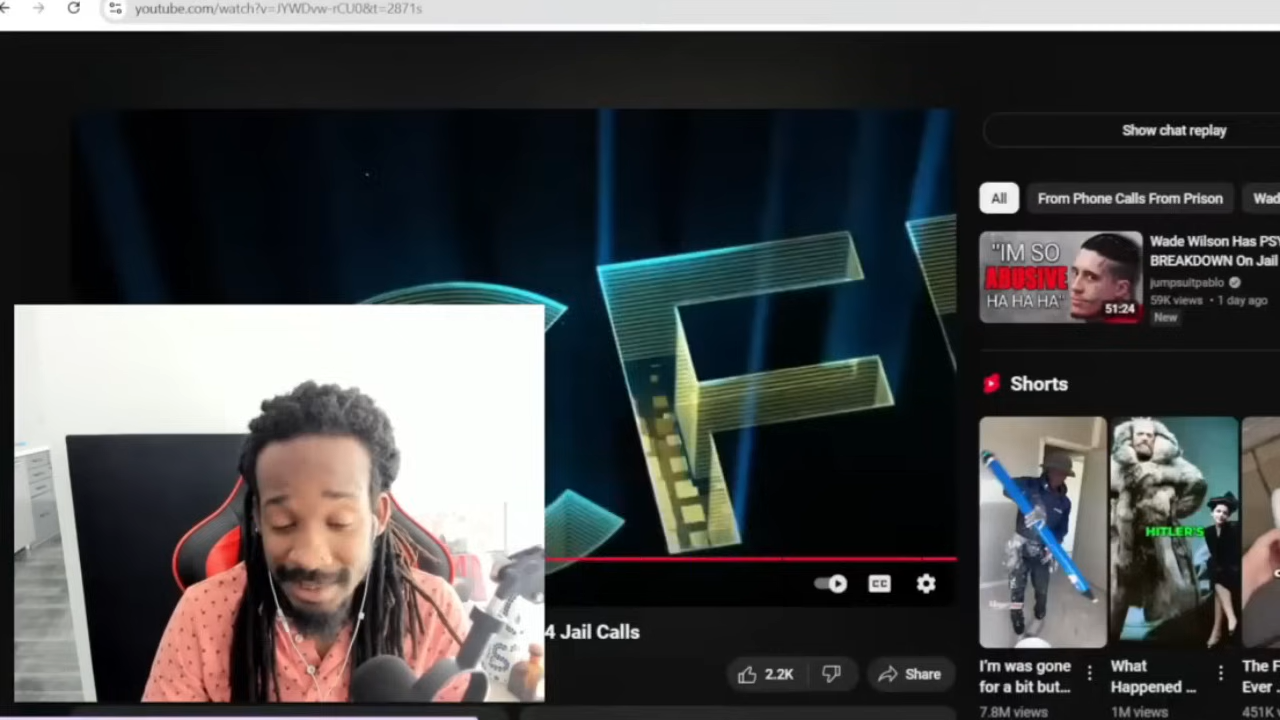 youtube.com/watch?v=JYWDvw-rCU0&t=2871s
Show chat replay
All
From Phone Calls From Prison
Wad
"IM SO
ABUSIVE
HA HA HA"
51:24
Wade Wilson Has PSY
BREAKDOWN On Jail
jumpsuitpablo
59K views • 1 day ago
New
Shorts
HITLER'S
CC
4 Jail Calls
2.2K
Share
I'm was gone
for a bit but...
7.8M views
What
Happened ...
1M views
The F
Ever
451K